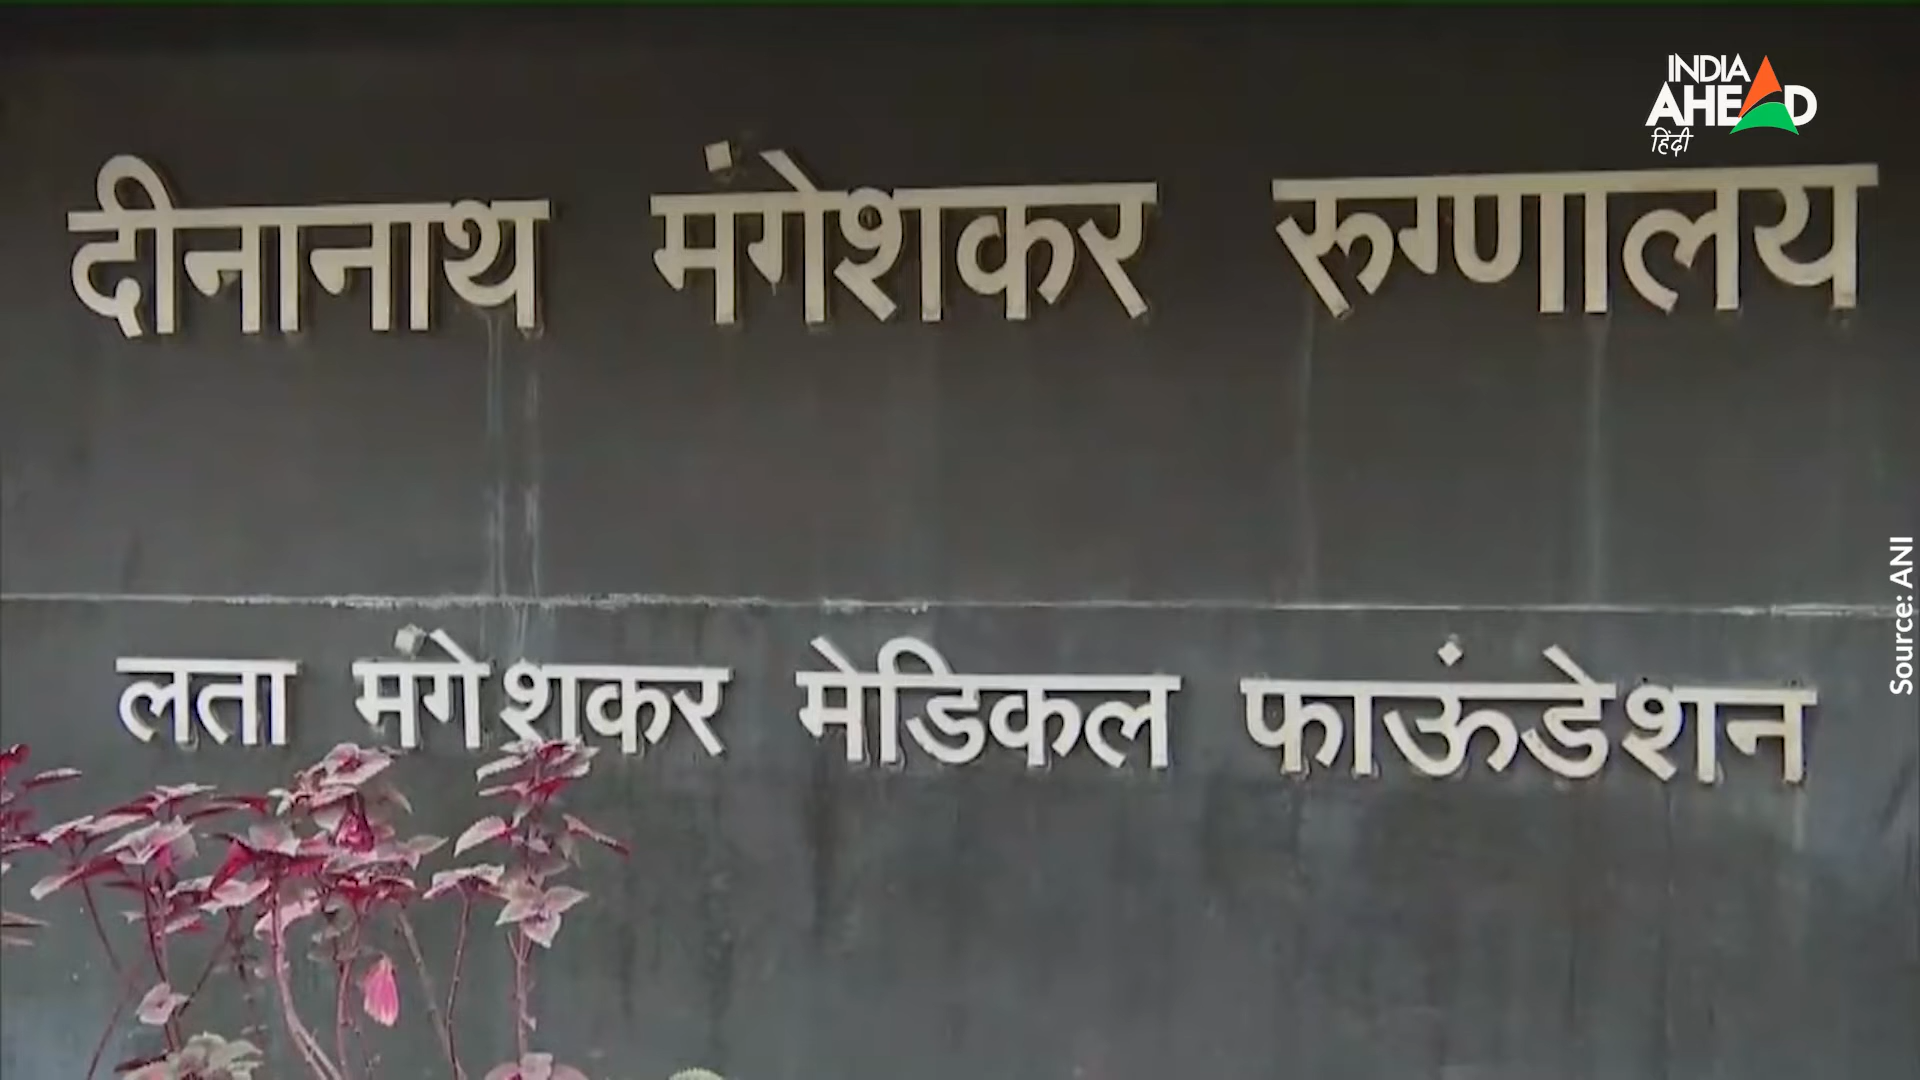 INDIA
AHEAD
हिंदी
दीनानाथ मंगेशकर रुग्णालय
लता मंगेशकर मेडिकल फाऊंडेशन
Source: ANI